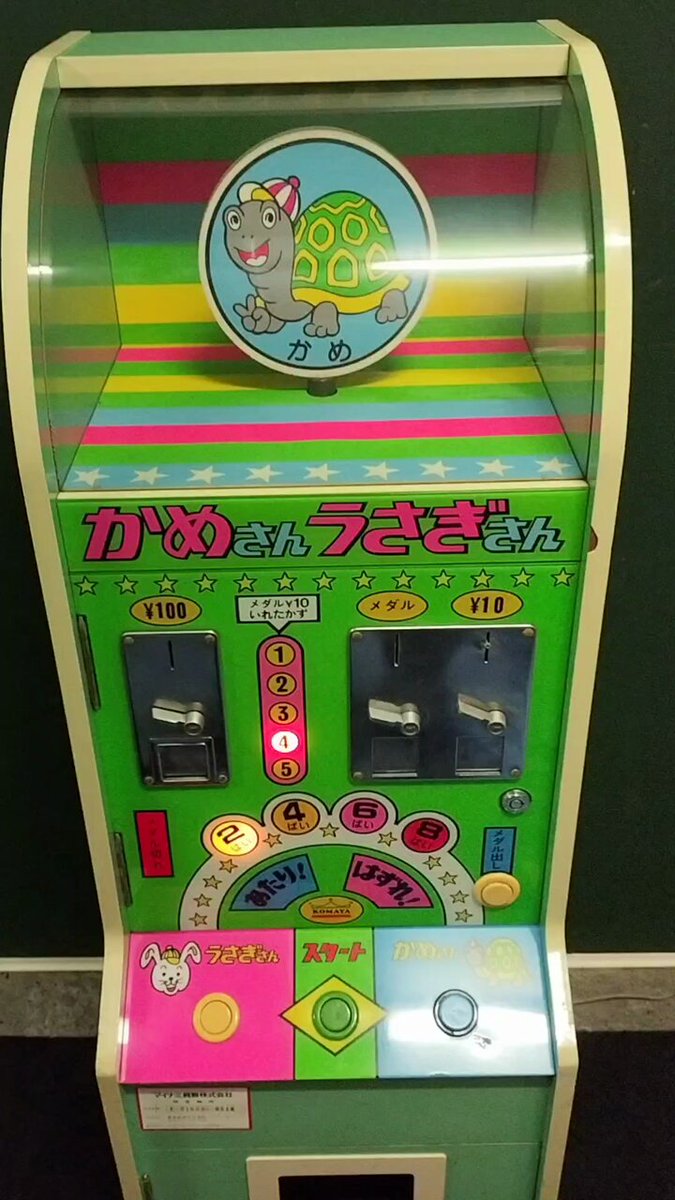 かめ
かめさんうさぎさん
¥100
メダル¥10
いれたかず
メダル
¥10
1
2
3
4
5
2ばい
4ばい
6ばい
8ばい
あたり!
はずれ!
メダル出し
KOMAYA
うさぎさん
スタート
かめさん